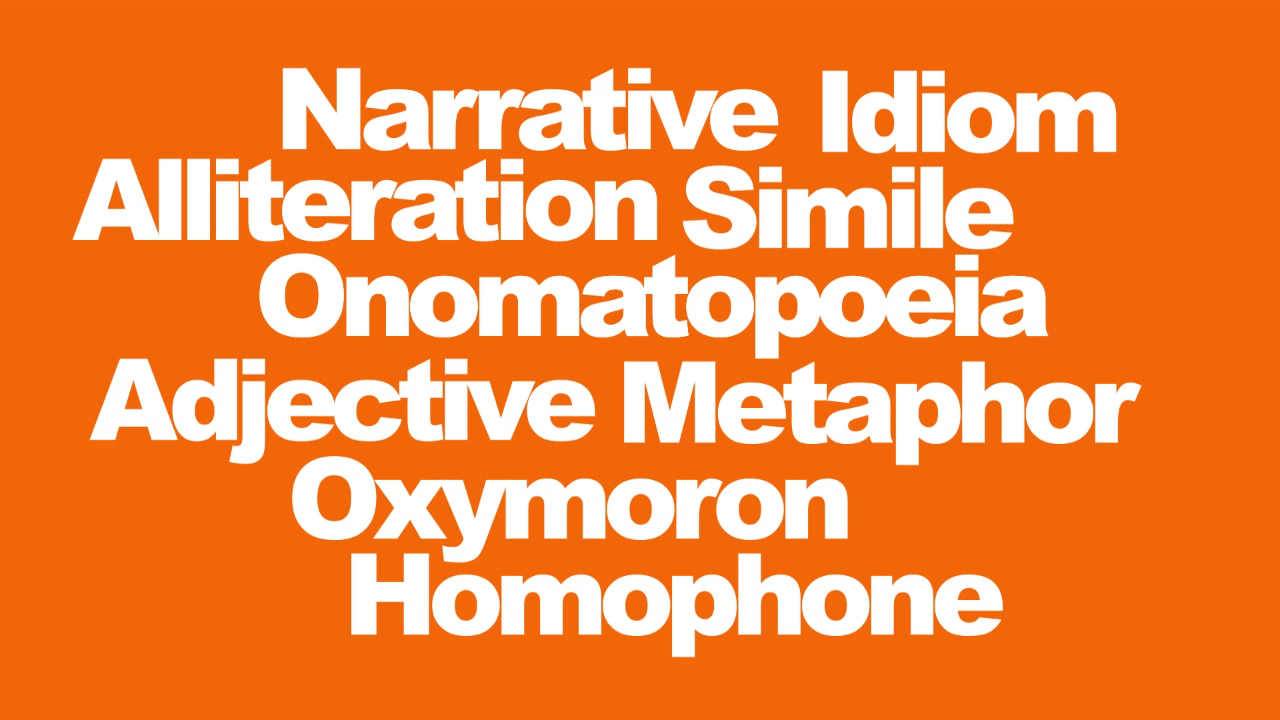 Narrative Idiom
Alliteration Simile
Onomatopoeia
Adjective Metaphor
Oxymoron
Homophone